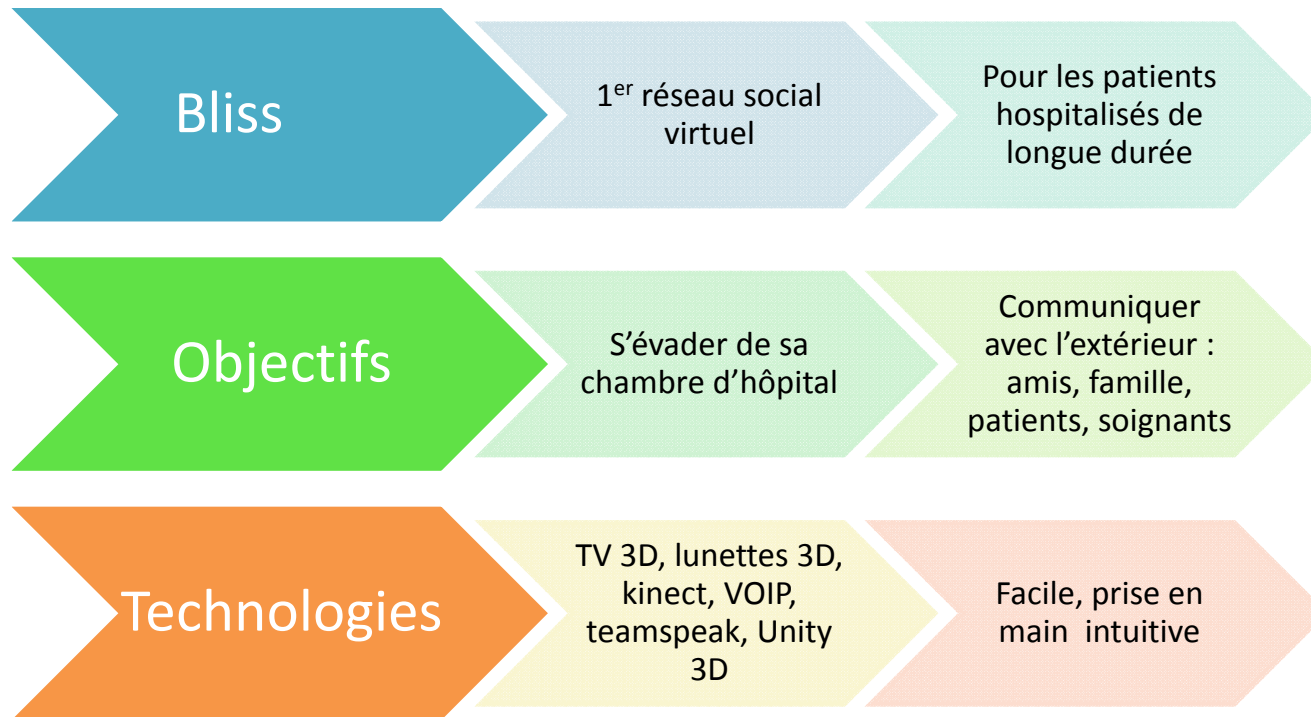 Bliss
1er réseau social
virtuel
Pour les patients
hospitalisés de
longue durée
Objectifs
S’évader de sa
chambre d’hôpital
Communiquer
avec l’extérieur :
amis, famille,
patients, soignants
Technologies
TV 3D, lunettes 3D,
kinect, VOIP,
teamspeak, Unity
3D
Facile, prise en
main intuitive